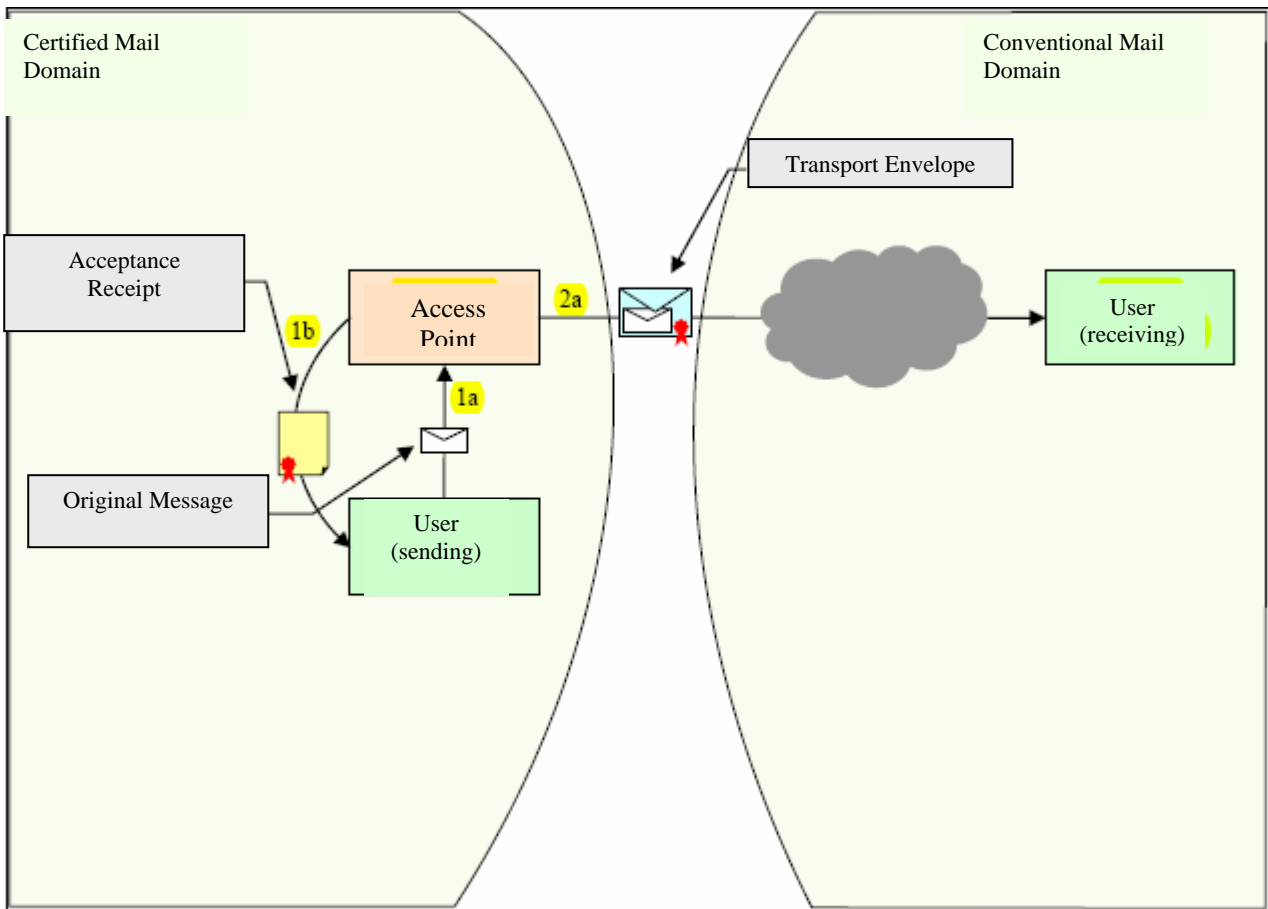 Certified Mail
Domain
Conventional Mail
Domain
Transport Envelope
Acceptance
Receipt
1b
Access
Point
2a
User
(receiving)
1a
Original Message
User
(sending)